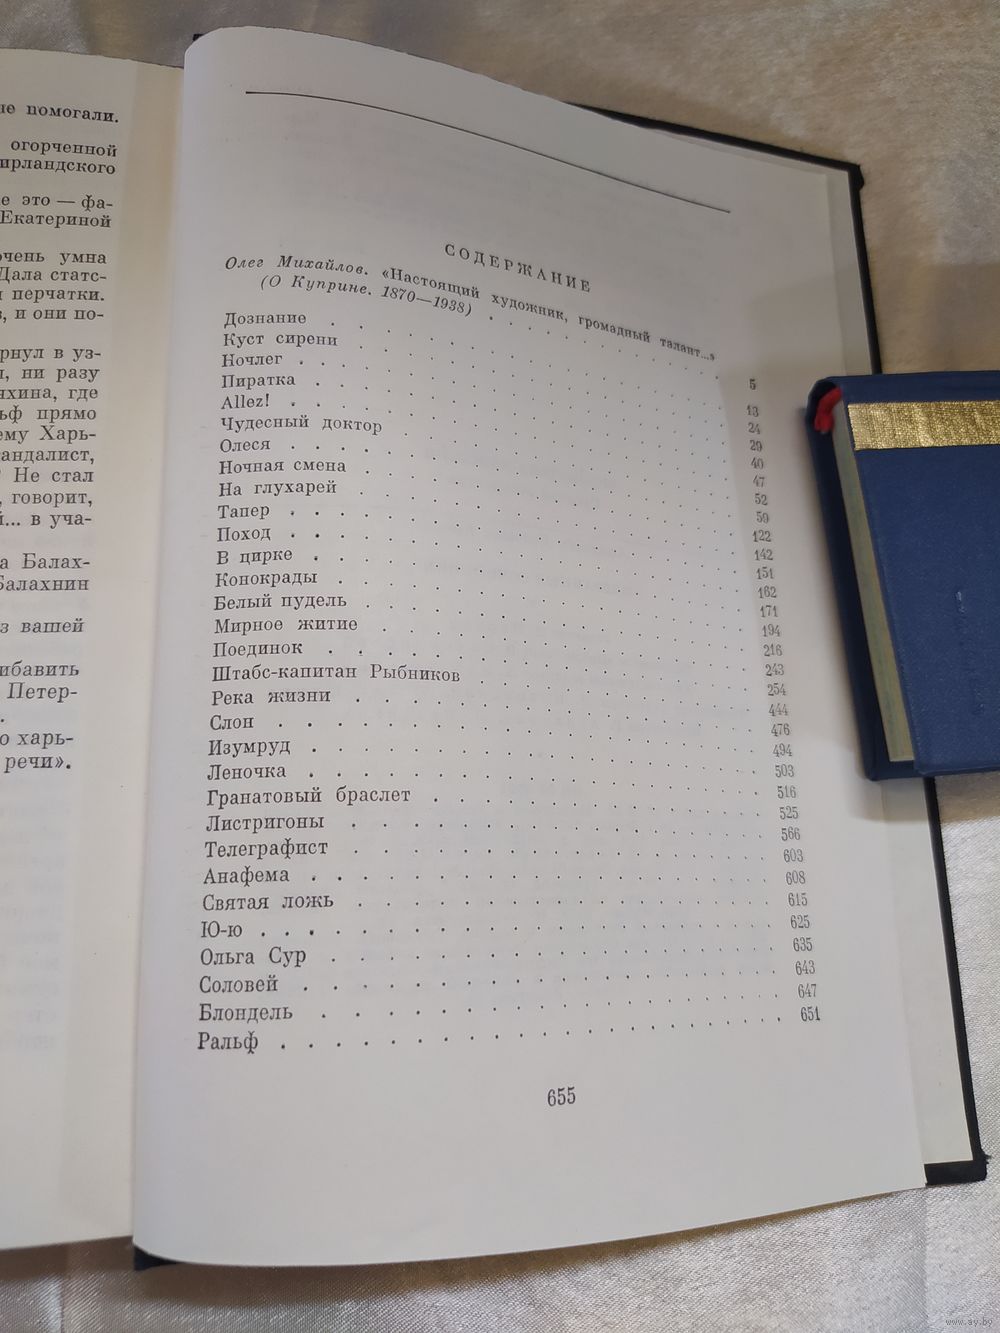 помогали.
огорченной
ирландского
е это — фа-
Екатериной
очень умна
Дала статс-
перчатки.
, и они по-
рнул в уз-
, ни разу
яхина, где
ьф прямо
ему Харь-
андалист,
Не стал
, говорит,
... в уча-
а Балах-
Балахнин
з вашей
ибавить
Петер-
.
о харь-
речи».
СОДЕРЖАНИЕ
Олег Михайлов. «Настоящий художник, громадный талант...»
(О Куприне. 1870—1938) . . . 5
Дознание . . . 13
Куст сирени . . . 24
Ночлег . . . 29
Пиратка . . . 40
Allez! . . . 47
Чудесный доктор . . . 52
Олеся . . . 59
Ночная смена . . . 122
На глухарей . . . 142
Тапер . . . 151
Поход . . . 162
В цирке . . . 171
Конокрады . . . 194
Белый пудель . . . 216
Мирное житие . . . 243
Поединок . . . 254
Штабс-капитан Рыбников . . . 444
Река жизни . . . 476
Слон . . . 494
Изумруд . . . 503
Леночка . . . 516
Гранатовый браслет . . . 525
Листригоны . . . 566
Телеграфист . . . 603
Анафема . . . 608
Святая ложь . . . 615
Ю-ю . . . 625
Ольга Сур . . . 635
Соловей . . . 643
Блондель . . . 647
Ральф . . . 651
655
www.ay.by